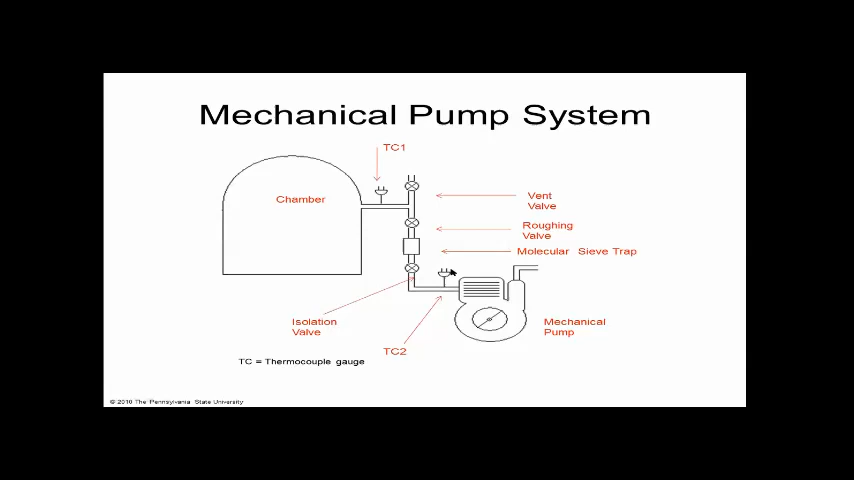 Mechanical Pump System
TC1
Chamber
Vent
Valve
Roughing
Valve
Molecular Sieve Trap
Isolation
Valve
Mechanical
Pump
TC2
TC = Thermocouple gauge
© 2010 The Pennsylvania State University